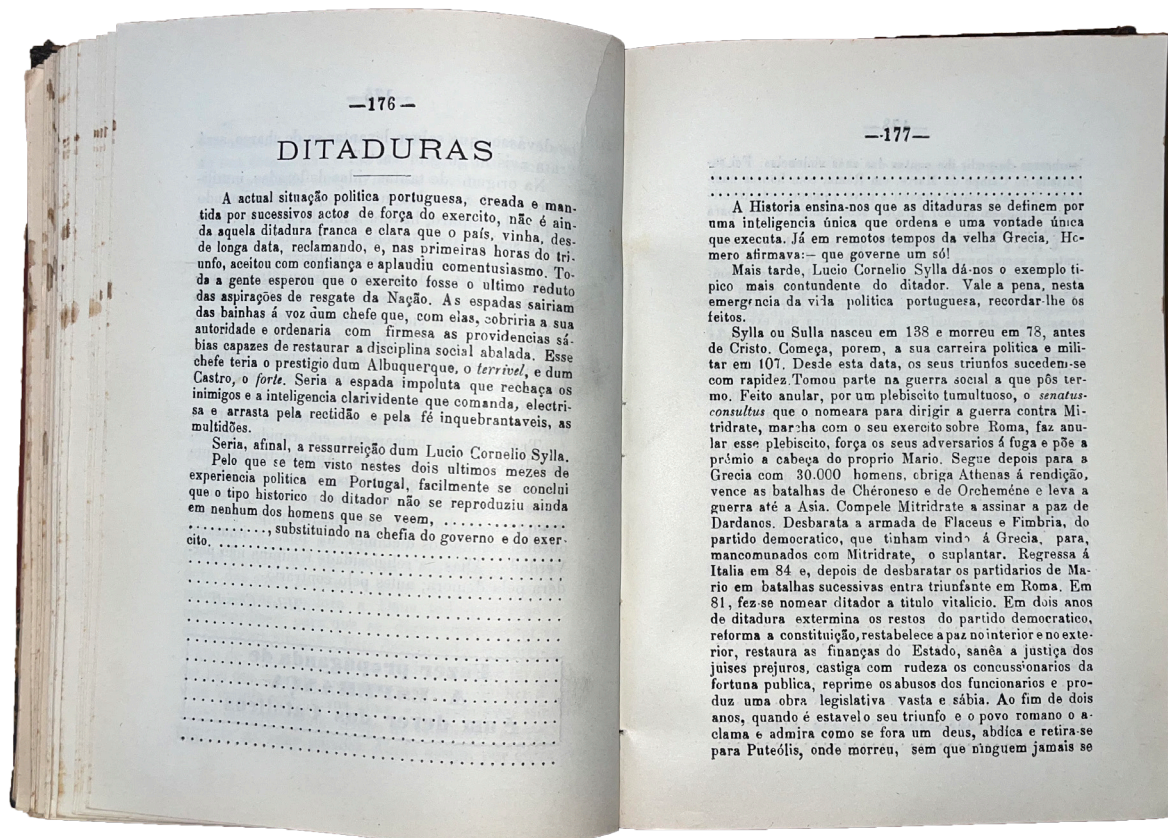 —176—
DITADURAS
A actual situação politica portuguesa, creada e man-
tida por sucessivos actos de força do exercito, não é ain-
da aquela ditadura franca e clara que o país, vinha, des-
de longa data, reclamando, e, nas primeiras horas do tri-
unfo, aceitou com confiança e aplaudiu comentusiasmo. To-
da a gente esperou que o exercito fosse o ultimo reduto
das aspirações de resgate da Nação. As espadas sairiam
das bainhas á voz dum chefe que, com elas, cobriria a sua
autoridade e ordenaria com firmesa as providencias sá-
bias capazes de restaurar a disciplina social abalada. Esse
chefe teria o prestigio dum Albuquerque, o terrivel, e dum
Castro, o forte. Seria a espada impoluta que rechaça os
inimigos e a inteligencia clarividente que comanda, electri-
sa e arrasta pela rectidão e pela fé inquebrantaveis, as
multidões.
Seria, afinal, a ressurreição dum Lucio Cornelio Sylla.
Pelo que se tem visto nestes dois ultimos mezes de
experiencia politica em Portugal, facilmente se conclui
que o tipo historico do ditador não se reproduziu ainda
em nenhum dos homens que se veem, ..............
.........., substituindo na chefia do governo e do exer-
cito. .............................................
..................................................
..................................................
..................................................
..................................................
..................................................
..................................................
..................................................
..................................................
—177—
..................................................
..................................................
A Historia ensina-nos que as ditaduras se definem por
uma inteligencia única que ordena e uma vontade única
que executa. Já em remotos tempos da velha Grecia, Ho-
mero afirmava:— que governe um só!
Mais tarde, Lucio Cornelio Sylla dá-nos o exemplo ti-
pico mais contundente do ditador. Vale a pena, nesta
emergencia da vida politica portuguesa, recordar-lhe os
feitos.
Sylla ou Sulla nasceu em 138 e morreu em 78, antes
de Cristo. Começa, porem, a sua carreira politica e mili-
tar em 107. Desde esta data, os seus triunfos sucedem-se
com rapidez. Tomou parte na guerra social a que pôs ter-
mo. Feito anular, por um plebiscito tumultuoso, o senatus-
consultus que o nomeara para dirigir a guerra contra Mi-
tridrate, marcha com o seu exercito sobre Roma, faz anu-
lar esse plebiscito, força os seus adversarios á fuga e põe a
prémio a cabeça do proprio Mario. Segue depois para a
Grecia com 30.000 homens, obriga Athenas á rendição,
vence as batalhas de Chéroneso e de Orcheméne e leva a
guerra até a Asia. Compele Mitridrate a assinar a paz de
Dardanos. Desbarata a armada de Flaceus e Fimbria, do
partido democratico, que tinham vindo á Grecia, para,
mancomunados com Mitridrate, o suplantar. Regressa á
Italia em 84 e, depois de desbaratar os partidarios de Ma-
rio em batalhas sucessivas entra triunfante em Roma. Em
81, fez-se nomear ditador a titulo vitalicio. Em dois anos
de ditadura extermina os restos do partido democratico,
reforma a constituição, restabelece a paz no interior e no exte-
rior, restaura as finanças do Estado, sanêa a justiça dos
juises prejuros, castiga com rudeza os concussionarios da
fortuna publica, reprime os abusos dos funcionarios e pro-
duz uma obra legislativa vasta e sábia. Ao fim de dois
anos, quando é estavel o seu triunfo e o povo romano o a-
clama e admira como se fora um deus, abdíca e retira-se
para Puteólis, onde morreu, sem que ninguem jamais se